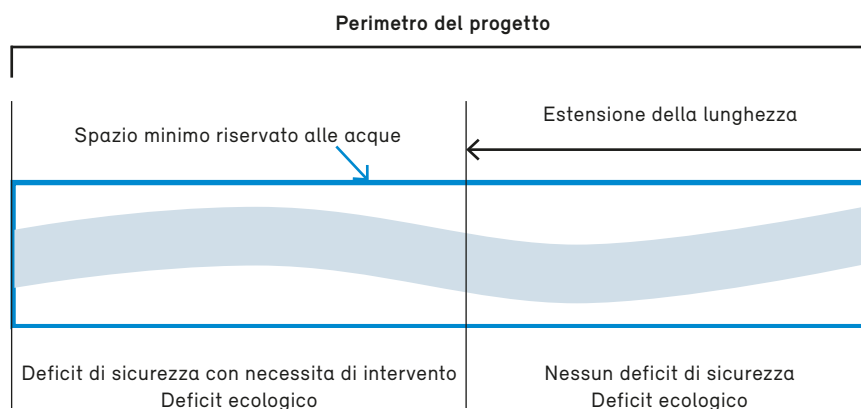 Perimetro del progetto
Estensione della lunghezza
Spazio minimo riservato alle acque
Deficit di sicurezza con necessita di intervento
Deficit ecologico
Nessun deficit di sicurezza
Deficit ecologico